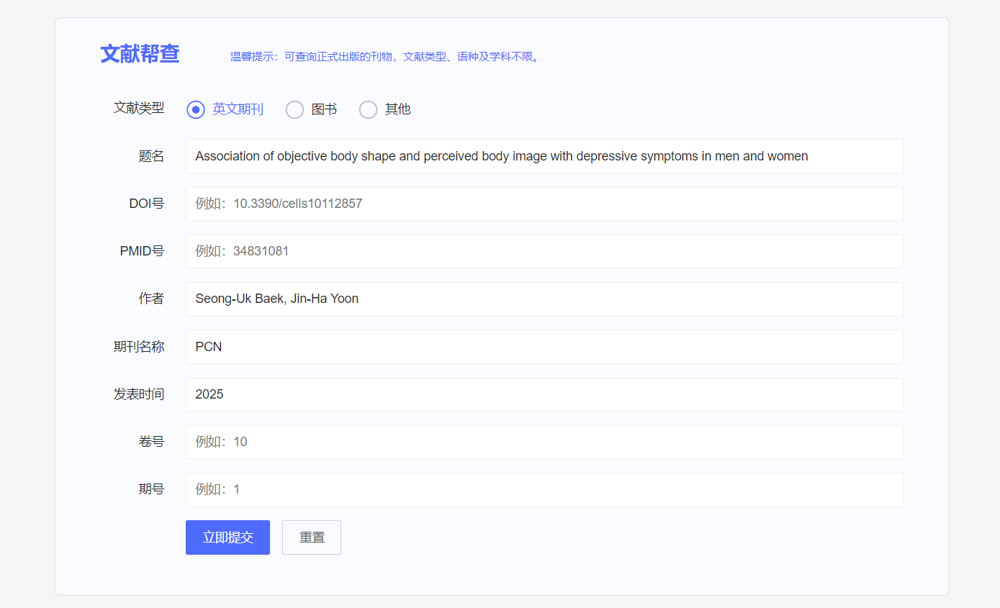 文献帮查 温馨提示：可查询正式出版的刊物，文献类型、语种及学科不限。
文献类型 英文期刊 图书 其他
题名 Association of objective body shape and perceived body image with depressive symptoms in men and women
DOI号 例如：10.3390/cells10112857
PMID号 例如：34831081
作者 Seong-Uk Baek, Jin-Ha Yoon
期刊名称 PCN
发表时间 2025
卷号 例如：10
期号 例如：1
立即提交 重置